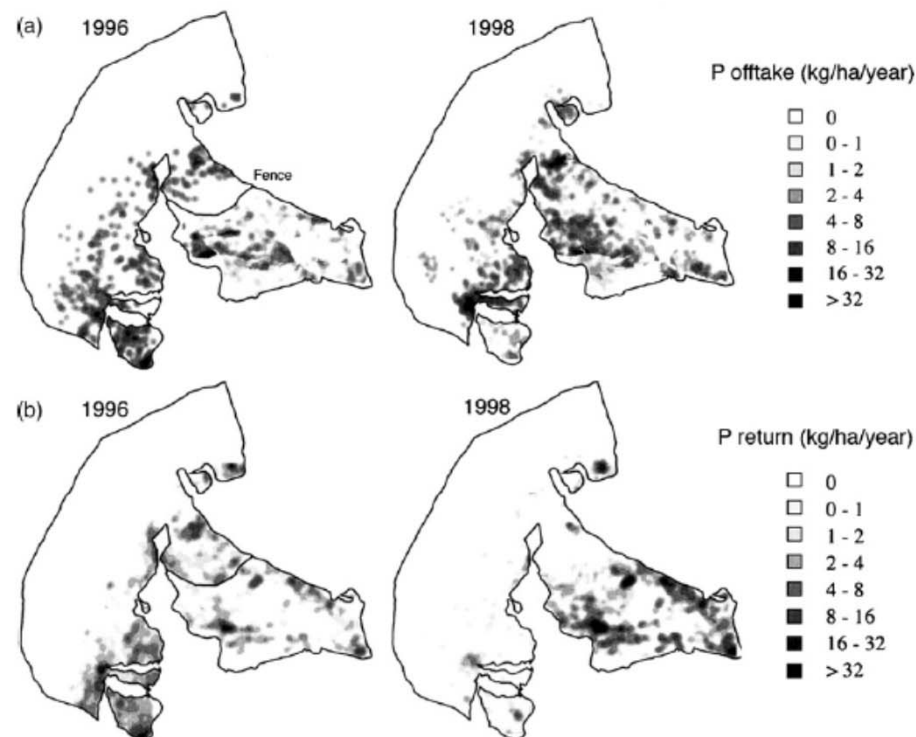 (a)
1996
1998
Fence
P offtake (kg/ha/year)
0
0 - 1
1 - 2
2 - 4
4 - 8
8 - 16
16 - 32
> 32
(b)
1996
1998
P return (kg/ha/year)
0
0 - 1
1 - 2
2 - 4
4 - 8
8 - 16
16 - 32
> 32